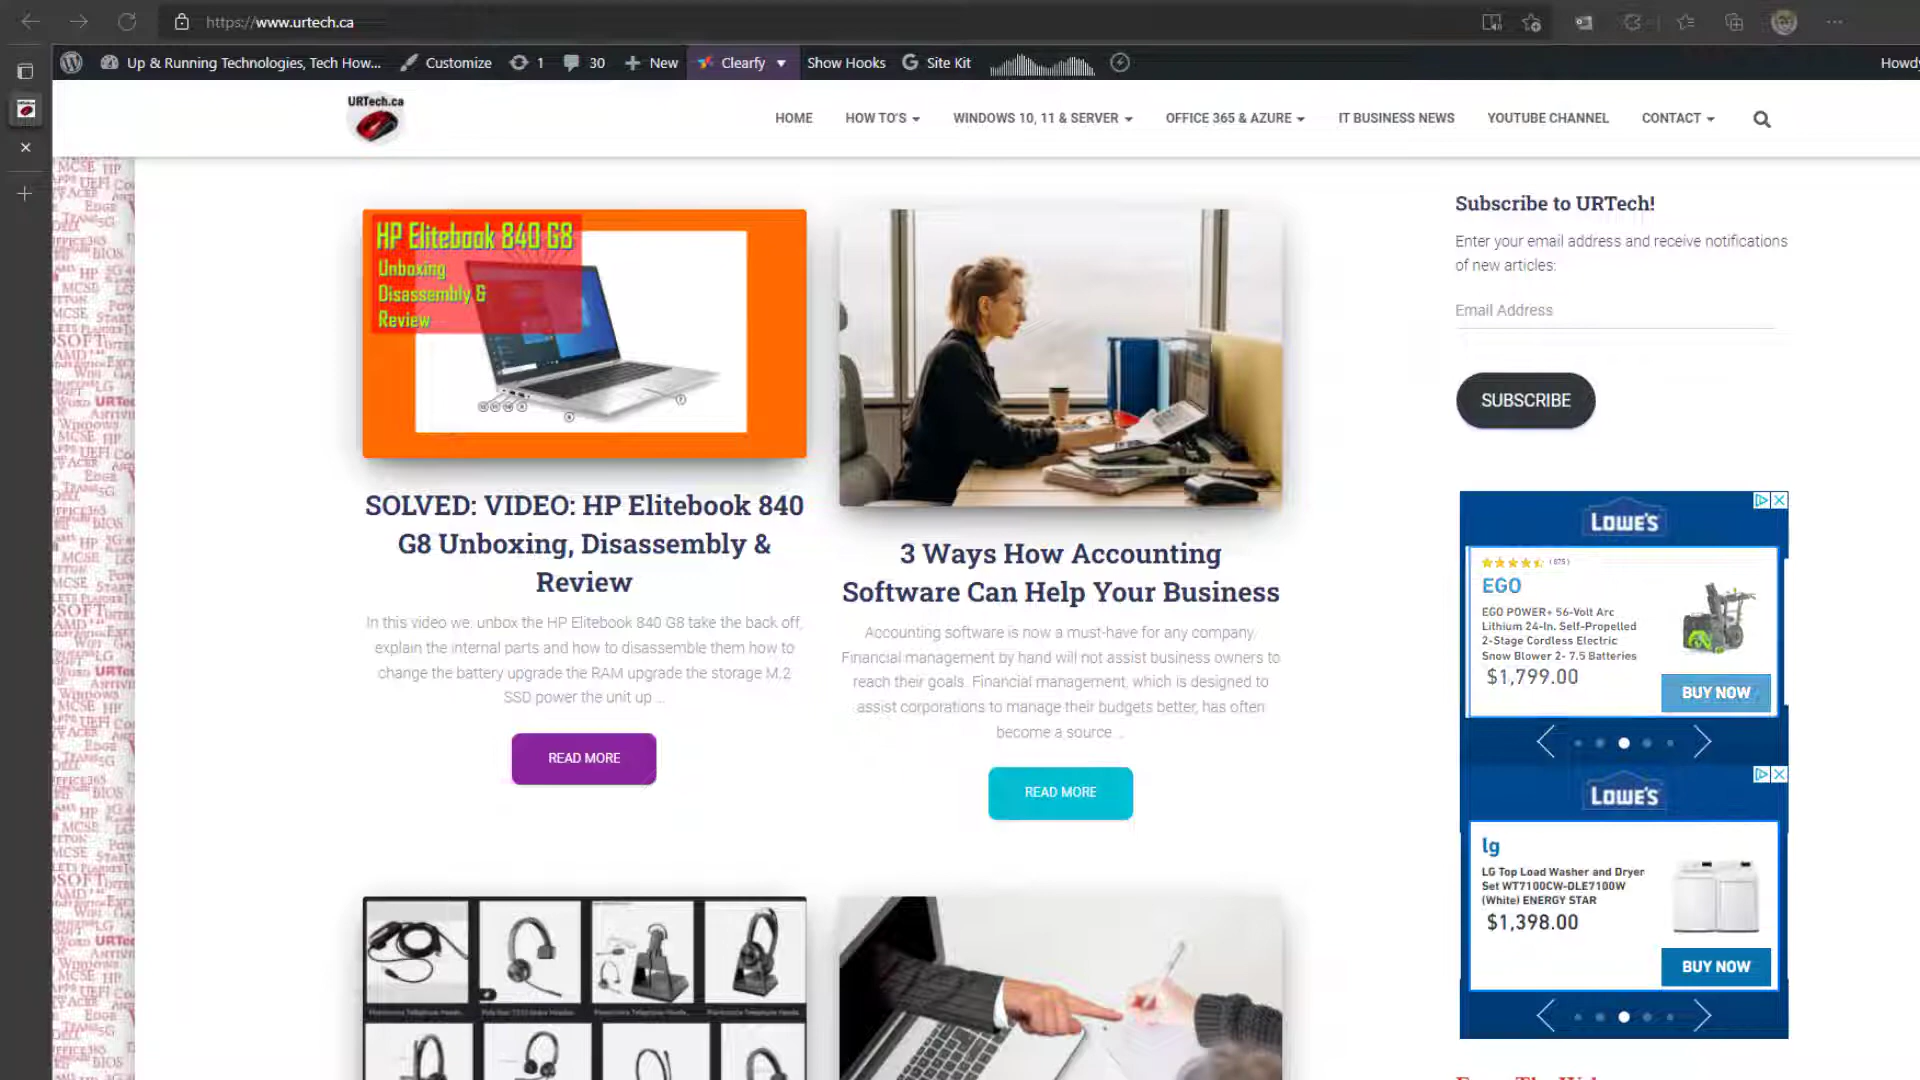 https://www.urtech.ca
Up & Running Technologies, Tech How...
Customize
1
30
New
Clearfy
Show Hooks
Site Kit
Howdy
URTech.ca
HOME
HOW TO'S
WINDOWS 10, 11 & SERVER
OFFICE 365 & AZURE
IT BUSINESS NEWS
YOUTUBE CHANNEL
CONTACT
HP Elitebook 840 G8
Unboxing
Disassembly &
Review
SOLVED: VIDEO: HP Elitebook 840
G8 Unboxing, Disassembly &
Review
In this video we: unbox the HP Elitebook 840 G8 take the back off,
explain the internal parts and how to disassemble them how to
change the battery upgrade the RAM upgrade the storage M.2
SSD power the unit up ...
READ MORE
3 Ways How Accounting
Software Can Help Your Business
Accounting software is now a must-have for any company.
Financial management by hand will not assist business owners to
reach their goals. Financial management, which is designed to
assist corporations to manage their budgets better, has often
become a source ...
READ MORE
Subscribe to URTech!
Enter your email address and receive notifications
of new articles:
Email Address
SUBSCRIBE
LOWE'S
(875)
EGO
EGO POWER+ 56-Volt Arc
Lithium 24-In. Self-Propelled
2-Stage Cordless Electric
Snow Blower 2- 7.5 Batteries
$1,799.00
BUY NOW
LOWE'S
lg
LG Top Load Washer and Dryer
Set WT7100CW-DLE7100W
(White) ENERGY STAR
$1,398.00
BUY NOW